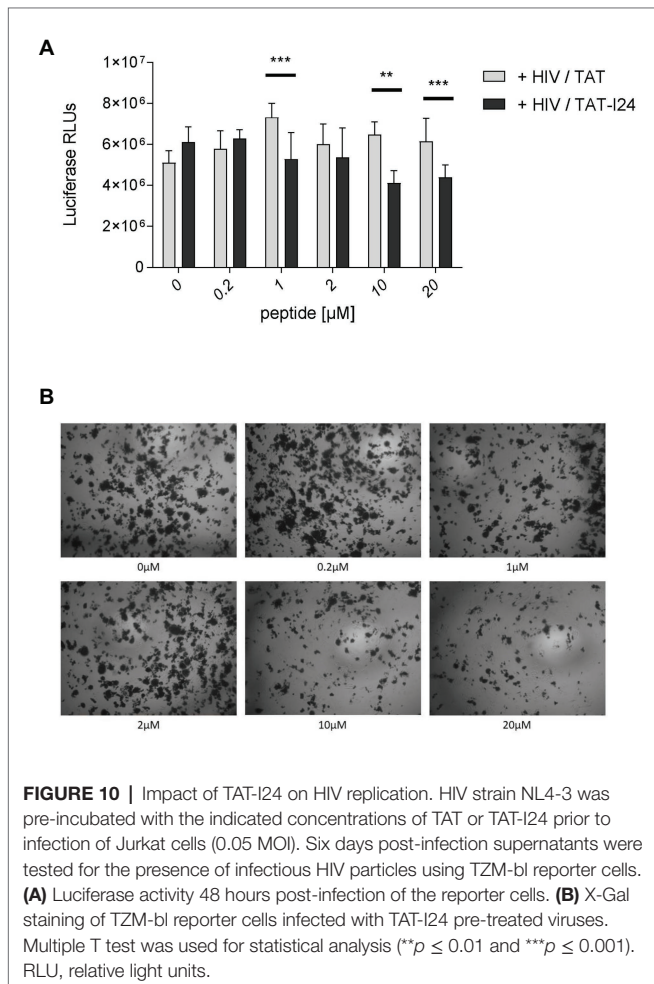 A
1×10⁷
8×10⁶
6×10⁶
4×10⁶
2×10⁶
0
Luciferase RLUs
***
**
***
+ HIV / TAT
+ HIV / TAT-I24
0
0.2
1
2
10
20
peptide [µM]
B
0µM
0.2µM
1µM
2µM
10µM
20µM
FIGURE 10 | Impact of TAT-I24 on HIV replication. HIV strain NL4-3 was
pre-incubated with the indicated concentrations of TAT or TAT-I24 prior to
infection of Jurkat cells (0.05 MOI). Six days post-infection supernatants were
tested for the presence of infectious HIV particles using TZM-bl reporter cells.
(A) Luciferase activity 48 hours post-infection of the reporter cells. (B) X-Gal
staining of TZM-bl reporter cells infected with TAT-I24 pre-treated viruses.
Multiple T test was used for statistical analysis (**p ≤ 0.01 and ***p ≤ 0.001).
RLU, relative light units.